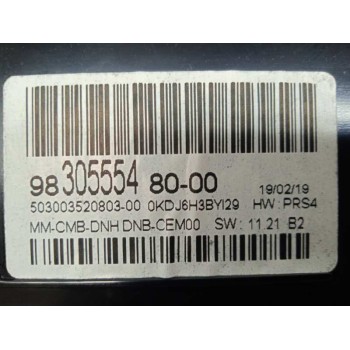 98 305554 80-00 19/02/19
503003520803-00 0KDJ6H3BYI29 HW: PRS4
MM-CMB-DNH DNB-CEM00 SW: 11.21 B2